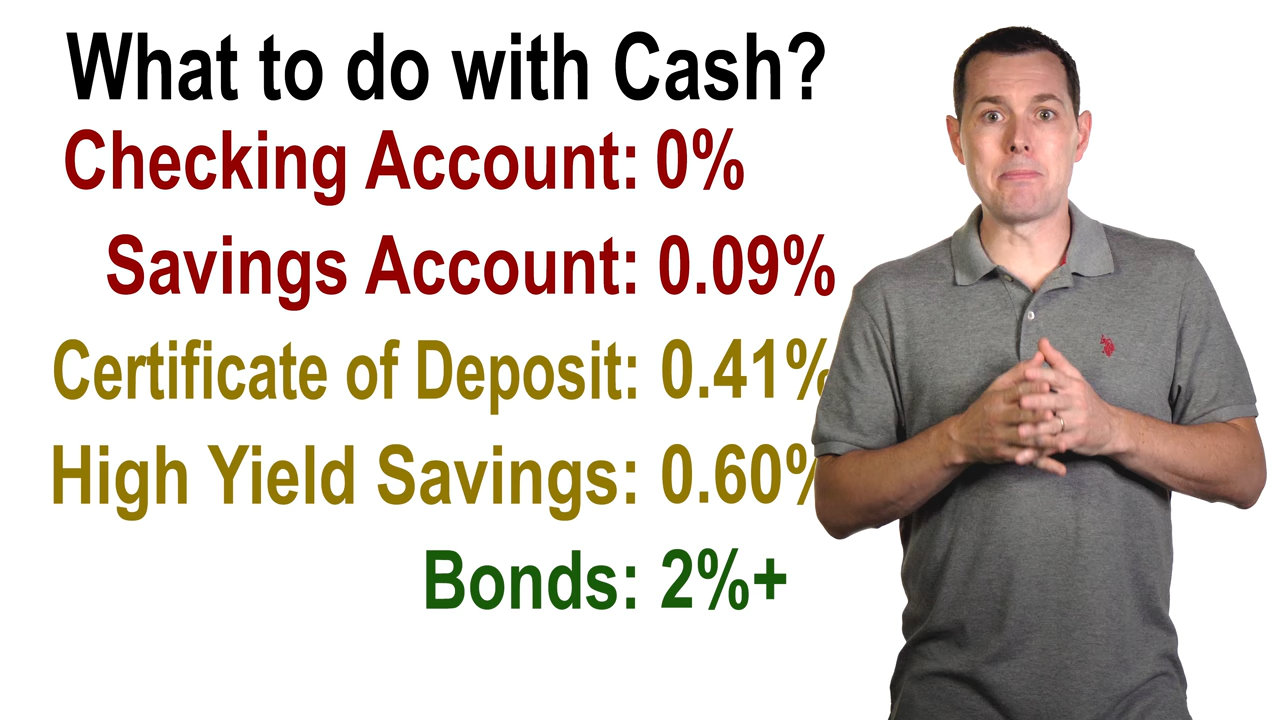 What to do with Cash?
Checking Account: 0%
Savings Account: 0.09%
Certificate of Deposit: 0.41%
High Yield Savings: 0.60%
Bonds: 2%+